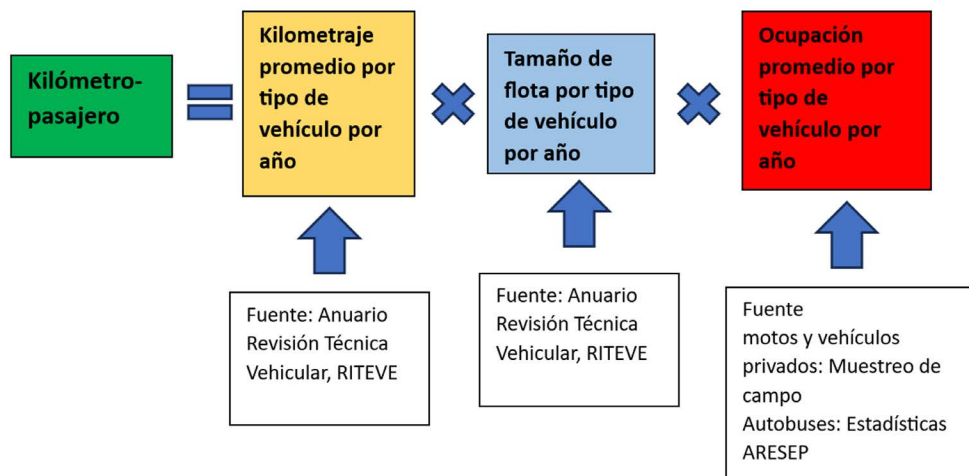 Kilómetro-
pasajero
Kilometraje
promedio por
tipo de
vehículo por
año
Tamaño de
flota por tipo
de vehículo
por año
Ocupación
promedio por
tipo de
vehículo por
año
Fuente: Anuario
Revisión Técnica
Vehicular, RITEVE
Fuente: Anuario
Revisión Técnica
Vehicular, RITEVE
Fuente
motos y vehículos
privados: Muestreo de
campo
Autobuses: Estadísticas
ARESEP